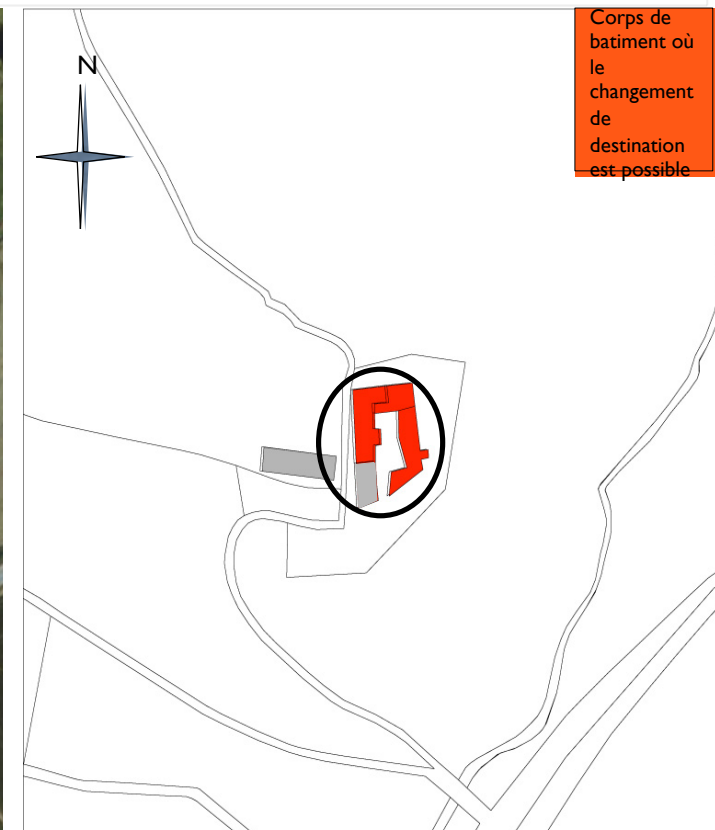 Corps de
batiment où
le
changement
de
destination
est possible
N